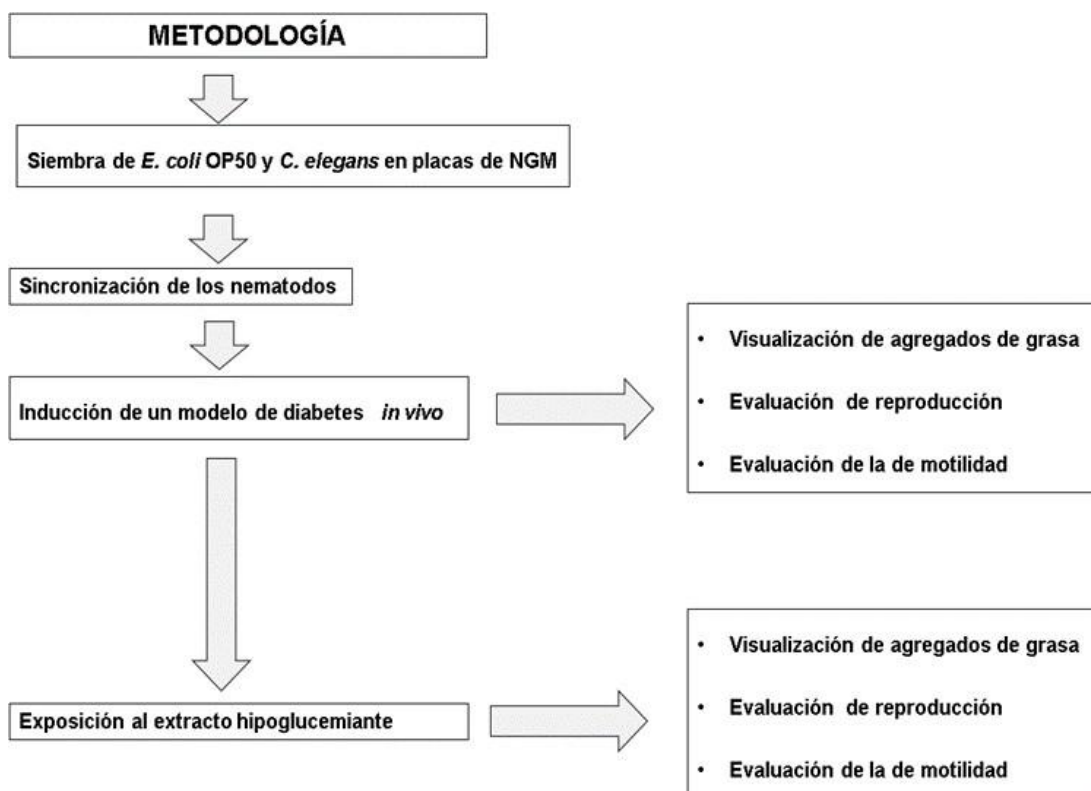 METODOLOGÍA
Siembra de E. coli OP50 y C. elegans en placas de NGM
Sincronización de los nematodos
Inducción de un modelo de diabetes in vivo
• Visualización de agregados de grasa
• Evaluación de reproducción
• Evaluación de la de motilidad
Exposición al extracto hipoglucemiante
• Visualización de agregados de grasa
• Evaluación de reproducción
• Evaluación de la de motilidad